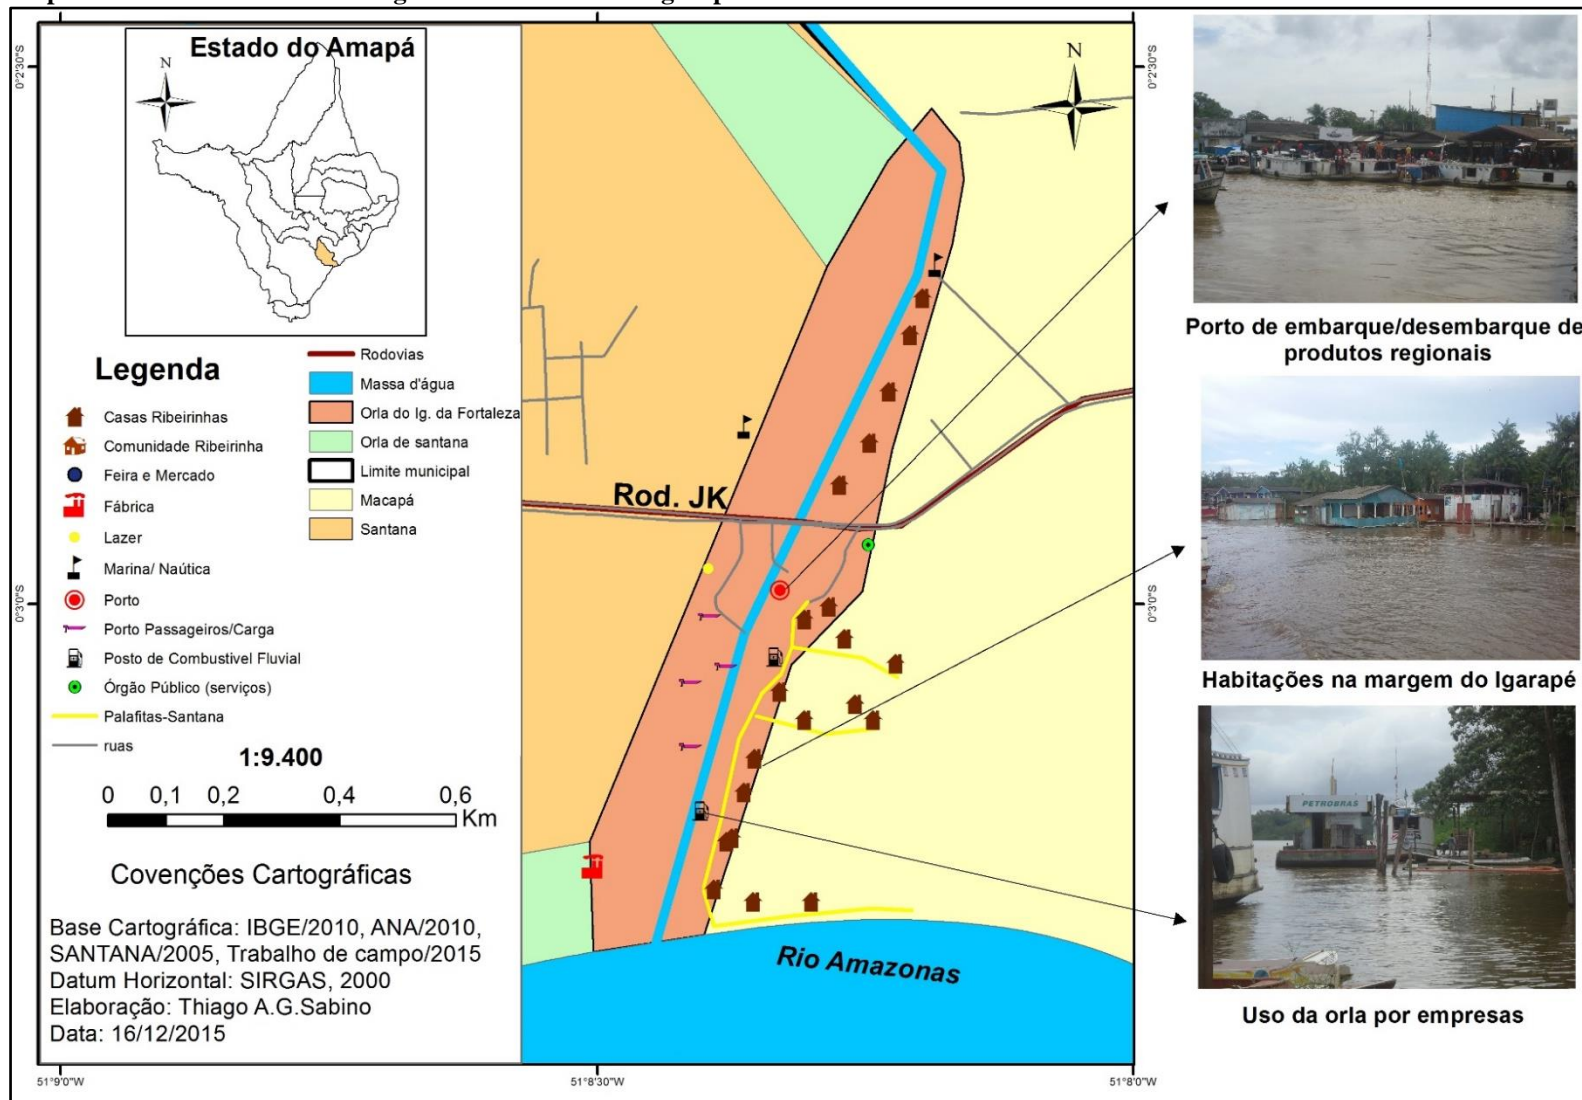 Estado do Amapá
N
Legenda
Casas Ribeirinhas
Comunidade Ribeirinha
Feira e Mercado
Fábrica
Lazer
Marina/ Naútica
Porto
Porto Passageiros/Carga
Posto de Combustivel Fluvial
Órgão Público (serviços)
Palafitas-Santana
ruas
Rodovias
Massa d'água
Orla do Ig. da Fortaleza
Orla de santana
Limite municipal
Macapá
Santana
1:9.400
0 0,1 0,2 0,4 0,6
Km
Covenções Cartográficas
Base Cartográfica: IBGE/2010, ANA/2010,
SANTANA/2005, Trabalho de campo/2015
Datum Horizontal: SIRGAS, 2000
Elaboração: Thiago A.G.Sabino
Data: 16/12/2015
N
Rod. JK
Rio Amazonas
0°2'30"S
0°3'0"S
0°2'30"S
0°3'0"S
51°9'0"W
51°8'30"W
51°8'0"W
Porto de embarque/desembarque de
produtos regionais
Habitações na margem do Igarapé
PETROBRAS
Uso da orla por empresas